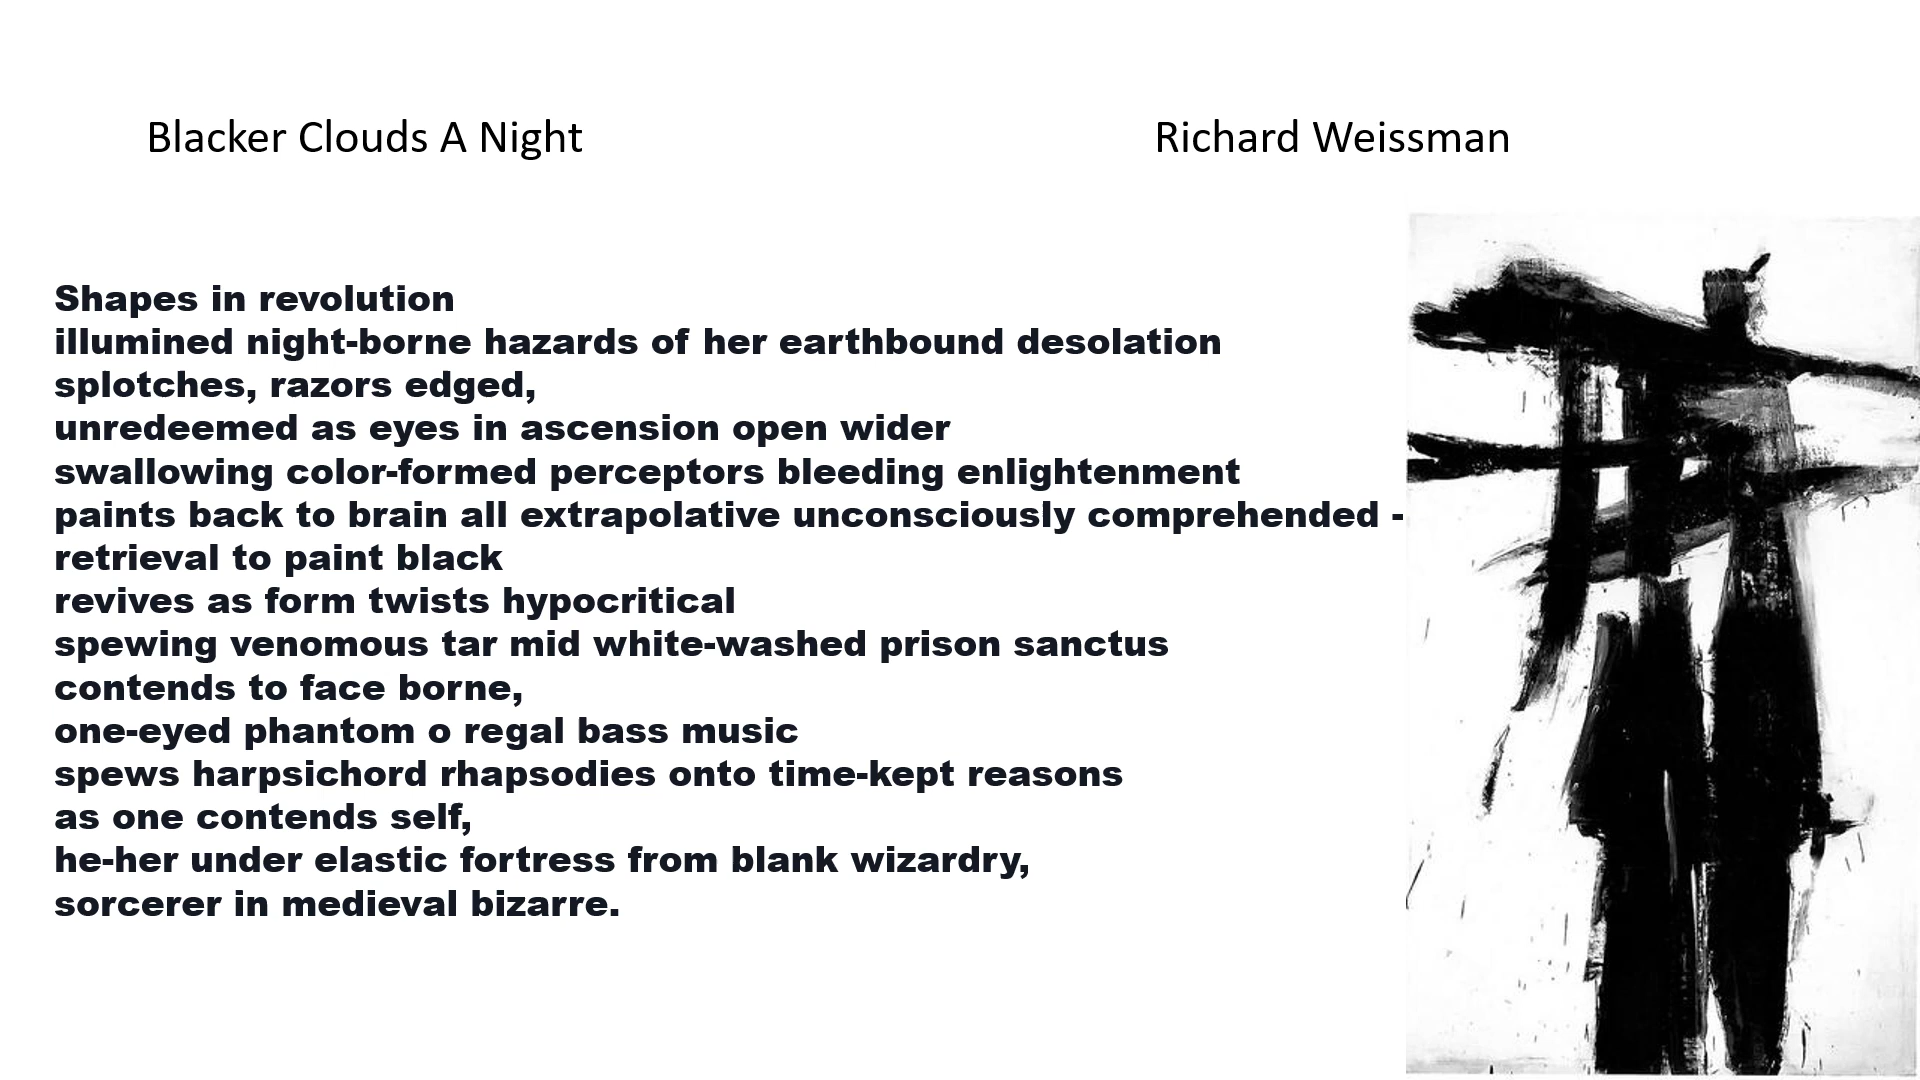 Blacker Clouds A Night
Richard Weissman
Shapes in revolution
illumined night-borne hazards of her earthbound desolation
splotches, razors edged,
unredeemed as eyes in ascension open wider
swallowing color-formed perceptors bleeding enlightenment
paints back to brain all extrapolative unconsciously comprehended -
retrieval to paint black
revives as form twists hypocritical
spewing venomous tar mid white-washed prison sanctus
contends to face borne,
one-eyed phantom o regal bass music
spews harpsichord rhapsodies onto time-kept reasons
as one contends self,
he-her under elastic fortress from blank wizardry,
sorcerer in medieval bizarre.